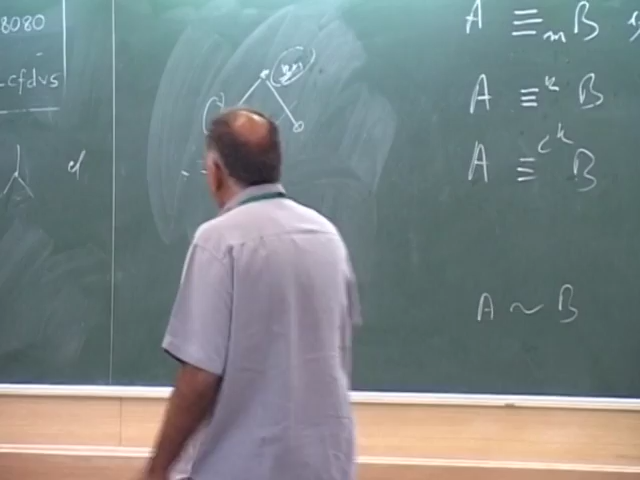 8080
cfdvs
A ≡ₘ B
A ≡ᵏ B
A ≡ᶜᵏ B
A ~ B